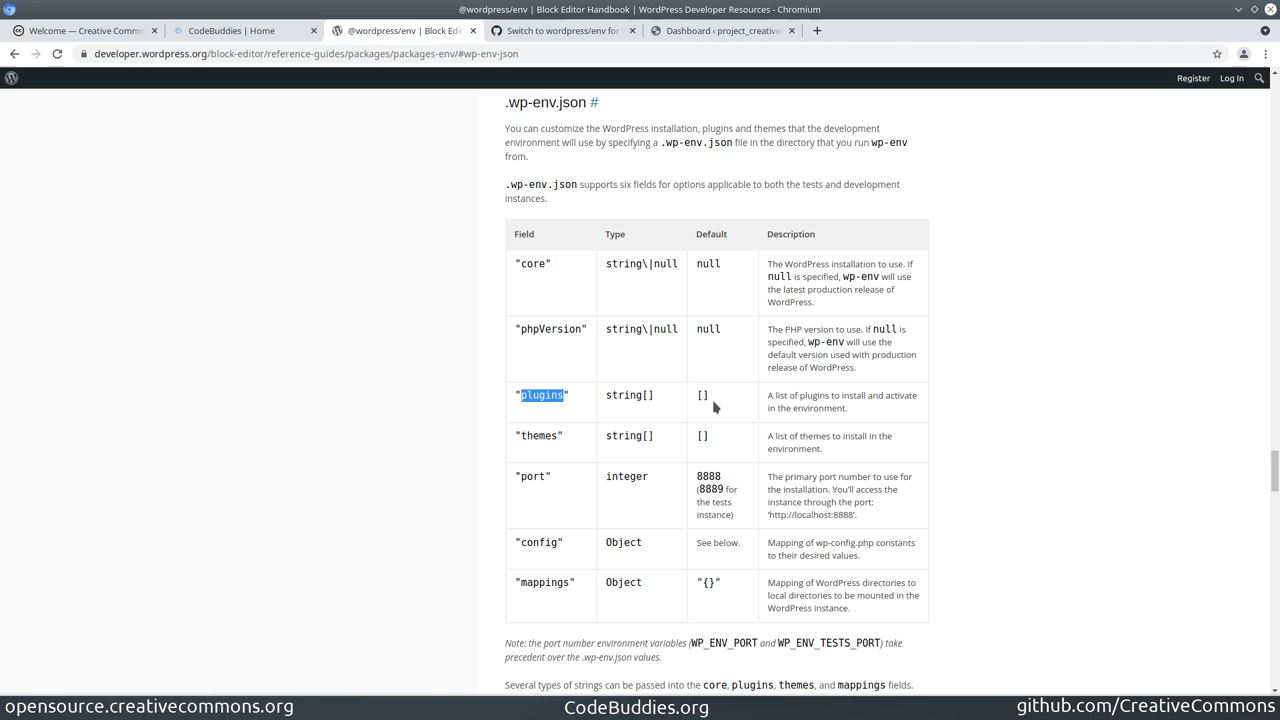 @wordpress/env | Block Editor Handbook | WordPress Developer Resources - Chromium
Welcome — Creative Commo
CodeBuddies | Home
@wordpress/env | Block Edit
Switch to wordpress/env for
Dashboard ‹ project_creative
developer.wordpress.org/block-editor/reference-guides/packages/packages-env/#wp-env-json
Register
Log In
.wp-env.json #
You can customize the WordPress installation, plugins and themes that the development
environment will use by specifying a .wp-env.json file in the directory that you run wp-env
from.
.wp-env.json supports six fields for options applicable to both the tests and development
instances.
Field Type Default Description
"core" string\|null null The WordPress installation to use. If
null is specified, wp-env will use
the latest production release of
WordPress.
"phpVersion" string\|null null The PHP version to use. If null is
specified, wp-env will use the
default version used with production
release of WordPress.
"plugins" string[] [] A list of plugins to install and activate
in the environment.
"themes" string[] [] A list of themes to install in the
environment.
"port" integer 8888 The primary port number to use for
(8889 for the installation. You'll access the
the tests instance through the port:
instance) ‘http://localhost:8888’.
"config" Object See below. Mapping of wp-config.php constants
to their desired values.
"mappings" Object "{}" Mapping of WordPress directories to
local directories to be mounted in the
WordPress instance.
Note: the port number environment variables (WP_ENV_PORT and WP_ENV_TESTS_PORT) take
precedent over the .wp-env.json values.
Several types of strings can be passed into the core, plugins, themes, and mappings fields.
opensource.creativecommons.org
CodeBuddies.org
github.com/CreativeCommons